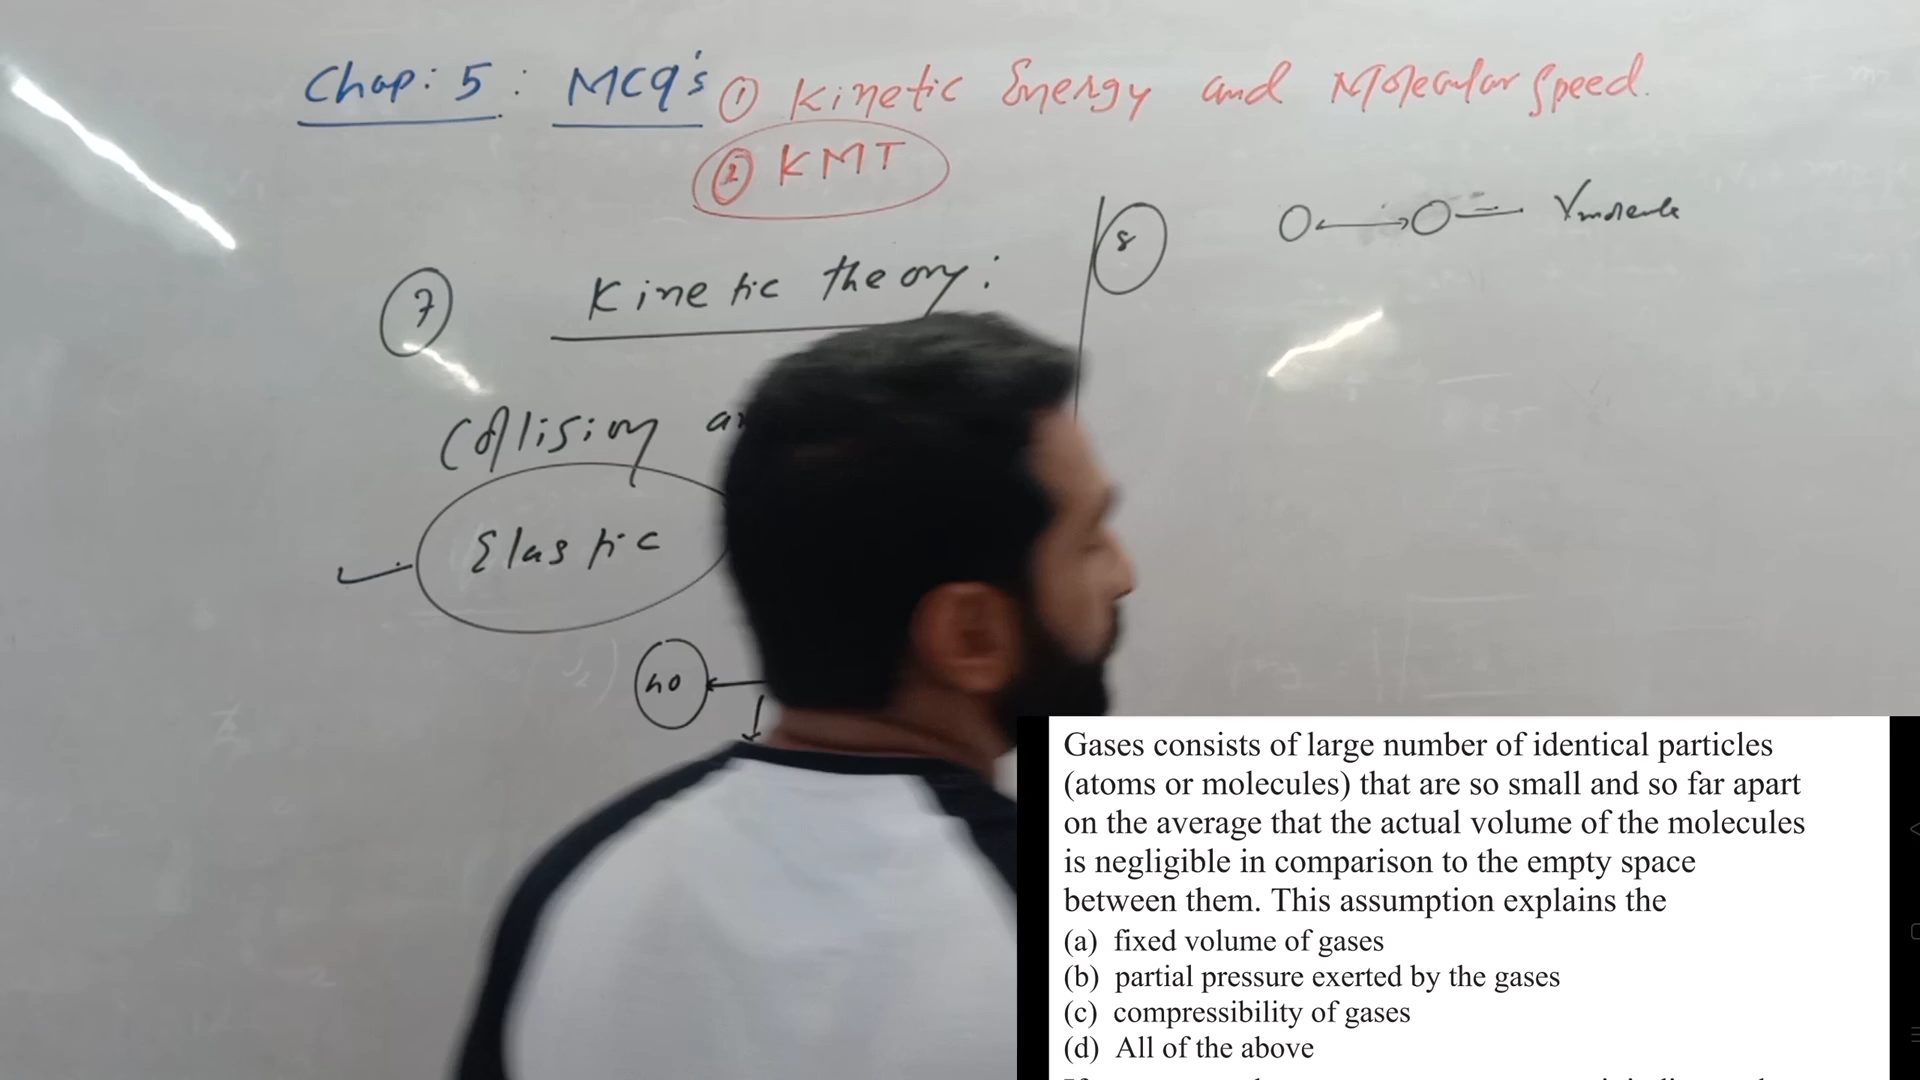 Chap: 5 : MCQ's ① Kinetic Energy and Molecular Speed.
② KMT
⑦ Kinetic theory:
Collision
Elastic
no
8
Vmolecule
Gases consists of large number of identical particles
(atoms or molecules) that are so small and so far apart
on the average that the actual volume of the molecules
is negligible in comparison to the empty space
between them. This assumption explains the
(a) fixed volume of gases
(b) partial pressure exerted by the gases
(c) compressibility of gases
(d) All of the above